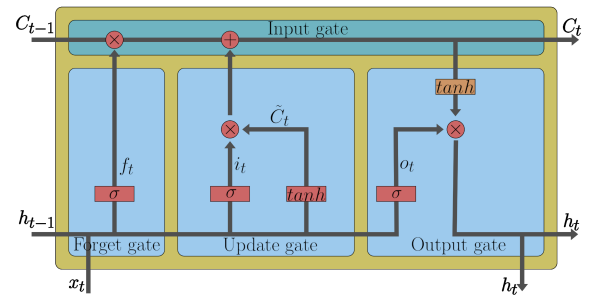 C_{t-1}
Input gate
C_t
×
+
tanh
×
C̃_t
×
f_t
i_t
o_t
σ
σ
tanh
σ
h_{t-1}
h_t
Forget gate
Update gate
Output gate
x_t
h_t